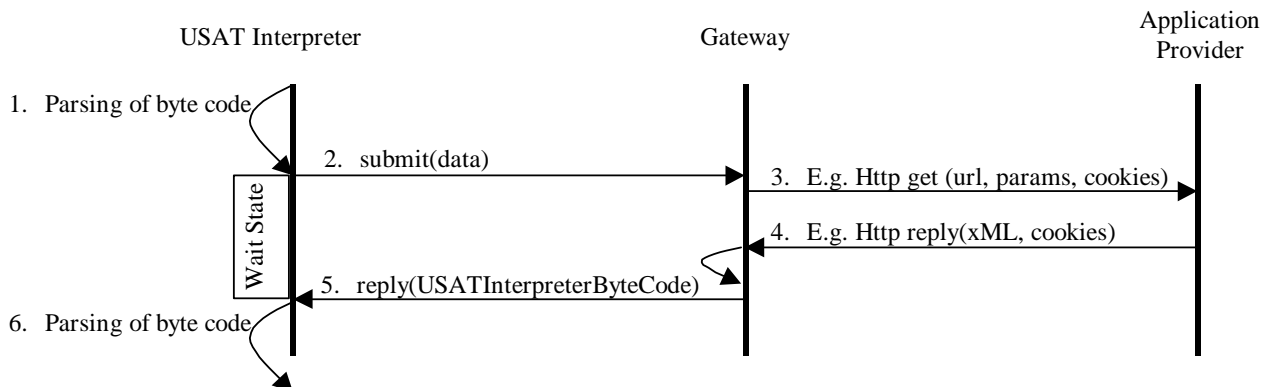 Application
Provider
USAT Interpreter
Gateway
1. Parsing of byte code
2. submit(data)
3. E.g. Http get (url, params, cookies)
Wait State
4. E.g. Http reply(xML, cookies)
5. reply(USATInterpreterByteCode)
6. Parsing of byte code